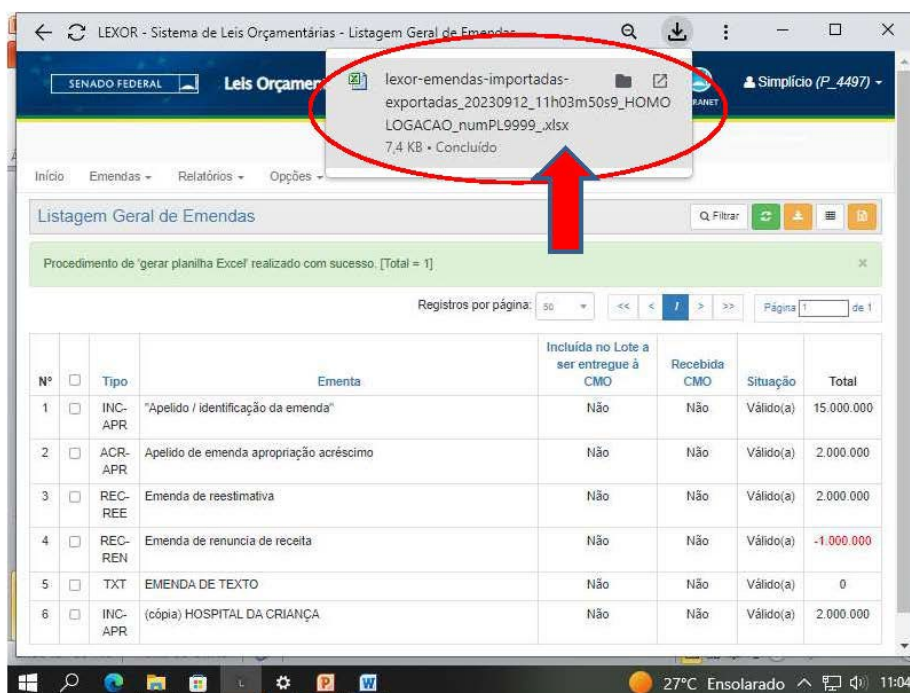 LEXOR - Sistema de Leis Orçamentárias - Listagem Geral de Emendas
lexor-emendas-importadas-
exportadas_20230912_11h03m50s9_HOMO
LOGACAO_numPL9999_.xlsx
7,4 KB • Concluído
SENADO FEDERAL
Leis Orçamen
RANET
Simplício (P_4497)
Início Emendas Relatórios Opções
Listagem Geral de Emendas
Filtrar
Procedimento de 'gerar planilha Excel' realizado com sucesso. [Total = 1]
Registros por página: 50 << < 1 > >> Página 1 de 1
Incluída no Lote a
ser entregue à
CMO
Recebida
CMO
Nº Tipo Ementa Situação Total
1 INC-APR "Apelido / identificação da emenda" Não Não Válido(a) 15.000.000
2 ACR-APR Apelido de emenda apropriação acréscimo Não Não Válido(a) 2.000.000
3 REC-REE Emenda de reestimativa Não Não Válido(a) 2.000.000
4 REC-REN Emenda de renuncia de receita Não Não Válido(a) -1.000.000
5 TXT EMENDA DE TEXTO Não Não Válido(a) 0
6 INC-APR (cópia) HOSPITAL DA CRIANÇA Não Não Válido(a) 2.000.000
27°C Ensolarado 11:04